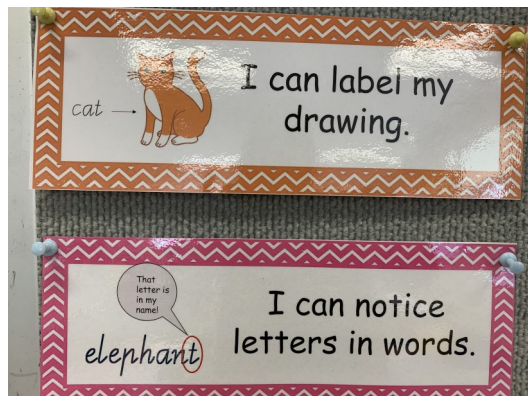 I can label my
drawing.
cat
That
letter is
in my
name!
elephant
I can notice
letters in words.